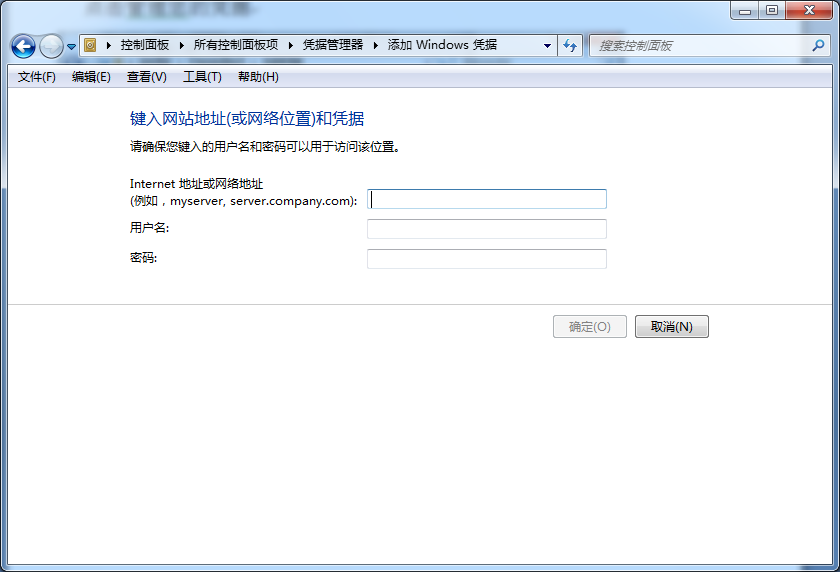 控制面板 所有控制面板项 凭据管理器 添加 Windows 凭据 搜索控制面板
文件(F) 编辑(E) 查看(V) 工具(T) 帮助(H)
键入网站地址(或网络位置)和凭据
请确保您键入的用户名和密码可以用于访问该位置。
Internet 地址或网络地址
(例如，myserver, server.company.com):
用户名:
密码:
确定(O) 取消(N)